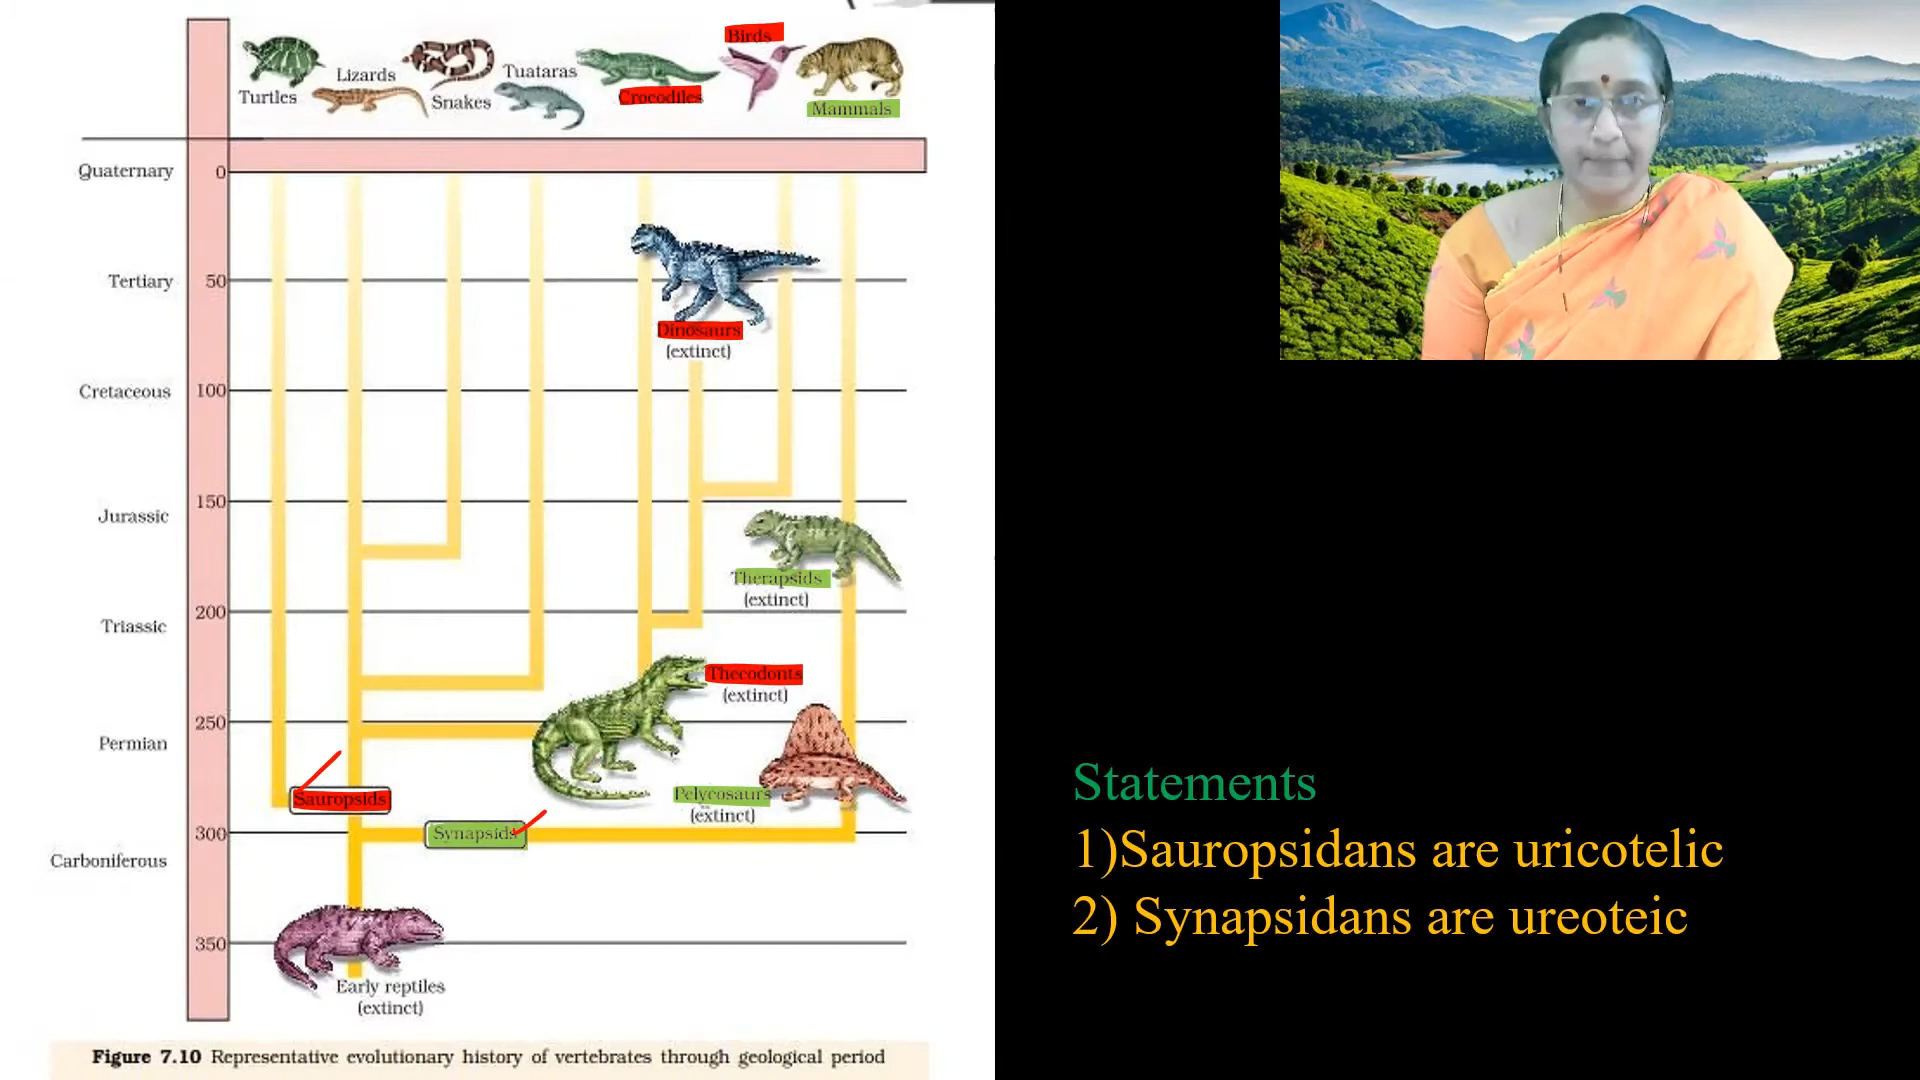 Birds
Lizards
Tuataras
Turtles
Snakes
Crocodiles
Mammals
Quaternary 0
Tertiary 50
Dinosaurs
(extinct)
Cretaceous 100
150
Jurassic
Therapsids
(extinct)
200
Triassic
Thecodonts
(extinct)
250
Permian
Sauropsids
Pelycosaurs
(extinct)
300
Synapsids
Carboniferous
350
Early reptiles
(extinct)
Figure 7.10 Representative evolutionary history of vertebrates through geological period
Statements
1)Sauropsidans are uricotelic
2) Synapsidans are ureoteic